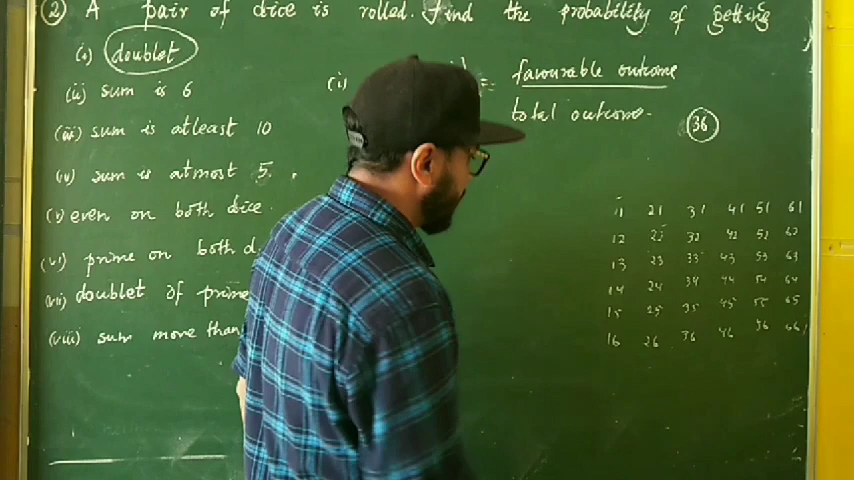 (2) A pair of dice is rolled. Find the probability of getting
(i) doublet
(ii) sum is 6
(iii) sum is atleast 10
(iv) sum is atmost 5.
(v) even on both dice.
(vi) prime on both d
(vii) doublet of prime
(viii) sum more than
(i) = favourable outcome
total outcome.
36
11 21 31 41 51 61
12 22 32 42 52 62
13 23 33 43 53 63
14 24 34 44 54 64
15 25 35 45 55 65
16 26 36 46 56 66